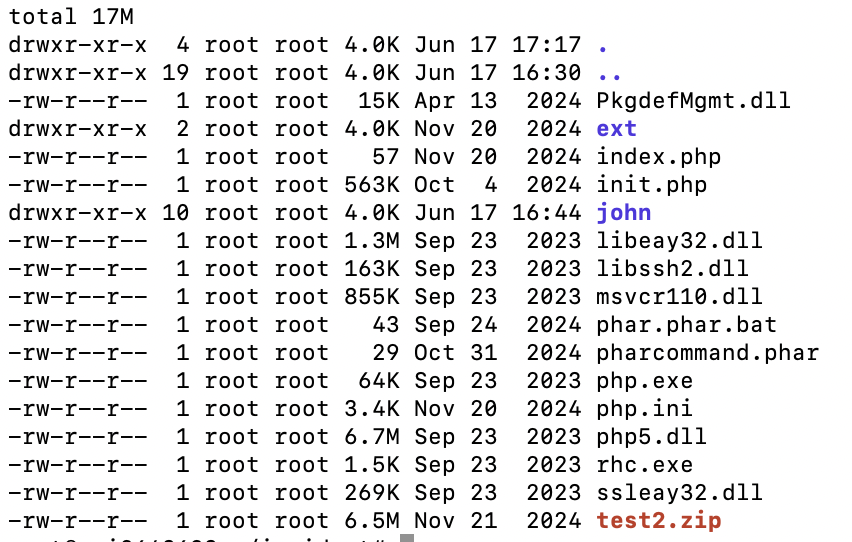 total 17M
drwxr-xr-x  4 root root 4.0K Jun 17 17:17 .
drwxr-xr-x 19 root root 4.0K Jun 17 16:30 ..
-rw-r--r--  1 root root  15K Apr 13  2024 PkgdefMgmt.dll
drwxr-xr-x  2 root root 4.0K Nov 20  2024 ext
-rw-r--r--  1 root root   57 Nov 20  2024 index.php
-rw-r--r--  1 root root 563K Oct  4  2024 init.php
drwxr-xr-x 10 root root 4.0K Jun 17 16:44 john
-rw-r--r--  1 root root 1.3M Sep 23  2023 libeay32.dll
-rw-r--r--  1 root root 163K Sep 23  2023 libssh2.dll
-rw-r--r--  1 root root 855K Sep 23  2023 msvcr110.dll
-rw-r--r--  1 root root   43 Sep 24  2024 phar.phar.bat
-rw-r--r--  1 root root   29 Oct 31  2024 pharcommand.phar
-rw-r--r--  1 root root  64K Sep 23  2023 php.exe
-rw-r--r--  1 root root 3.4K Nov 20  2024 php.ini
-rw-r--r--  1 root root 6.7M Sep 23  2023 php5.dll
-rw-r--r--  1 root root 1.5K Sep 23  2023 rhc.exe
-rw-r--r--  1 root root 269K Sep 23  2023 ssleay32.dll
-rw-r--r--  1 root root 6.5M Nov 21  2024 test2.zip